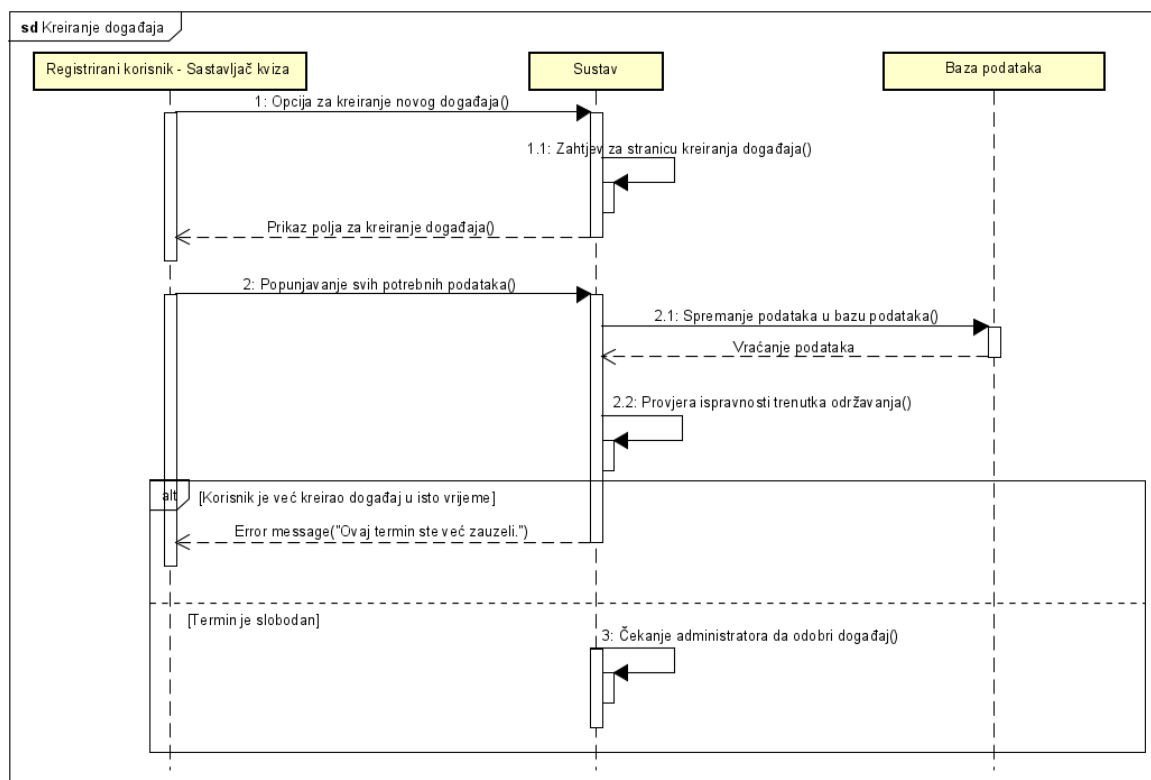 sd Kreiranje događaja
Registrirani korisnik - Sastavljač kviza
Sustav
Baza podataka
1: Opcija za kreiranje novog događaja()
1.1: Zahtjev za stranicu kreiranja događaja()
Prikaz polja za kreiranje događaja()
2: Popunjavanje svih potrebnih podataka()
2.1: Spremanje podataka u bazu podataka()
Vraćanje podataka
2.2: Provjera ispravnosti trenutka održavanja()
alt
[Korisnik je već kreirao događaj u isto vrijeme]
Error message("Ovaj termin ste već zauzeli.")
[Termin je slobodan]
3: Čekanje administratora da odobri događaj()